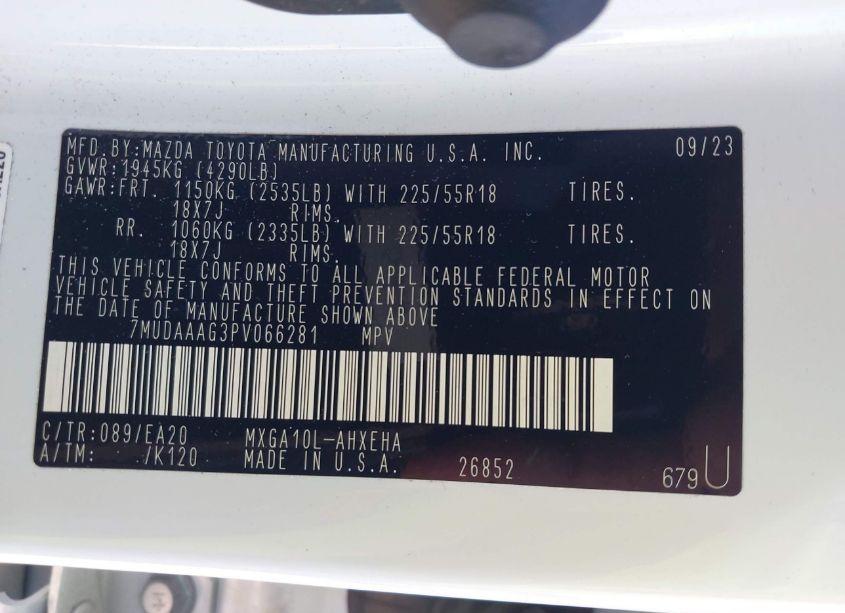 MFD.BY:MAZDA TOYOTA MANUFACTURING U.S.A. INC. 09/23
GVWR:1945KG (4290LB)
GAWR:FRT. 1150KG (2535LB) WITH 225/55R18 TIRES.
18X7J RIMS.
RR. 1060KG (2335LB) WITH 225/55R18 TIRES.
18X7J RIMS.
THIS VEHICLE CONFORMS TO ALL APPLICABLE FEDERAL MOTOR
VEHICLE SAFETY AND THEFT PREVENTION STANDARDS IN EFFECT ON
THE DATE OF MANUFACTURE SHOWN ABOVE
7MUDAAAG3PV066281 MPV
C/TR:089/EA20 MXGA10L-AHXEHA
A/TM: /K120 MADE IN U.S.A. 26852 679U